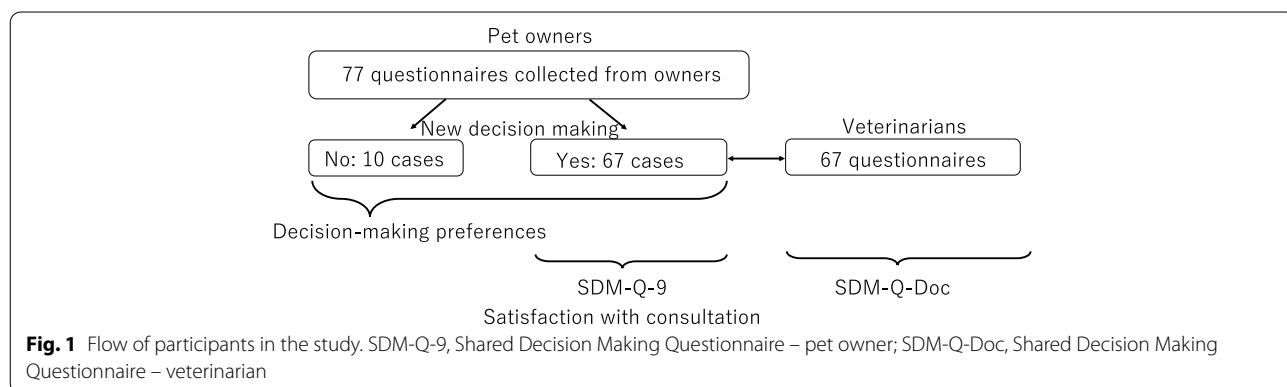 Pet owners
77 questionnaires collected from owners
New decision making
Veterinarians
No: 10 cases
Yes: 67 cases
67 questionnaires
Decision-making preferences
SDM-Q-9
SDM-Q-Doc
Satisfaction with consultation
Fig. 1 Flow of participants in the study. SDM-Q-9, Shared Decision Making Questionnaire – pet owner; SDM-Q-Doc, Shared Decision Making
Questionnaire – veterinarian